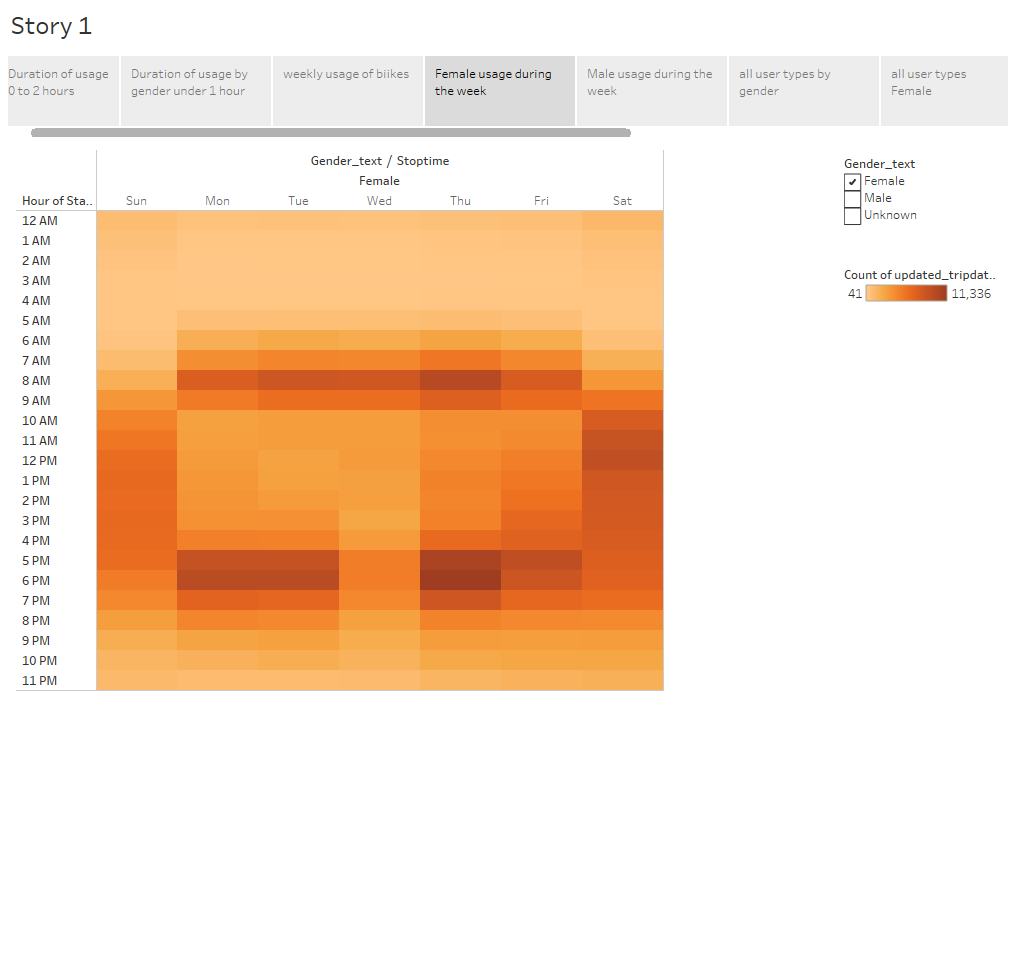 Story 1
Duration of usage
0 to 2 hours
Duration of usage by
gender under 1 hour
weekly usage of biikes
Female usage during
the week
Male usage during the
week
all user types by
gender
all user types
Female
Gender_text / Stoptime
Female
Hour of Sta.. Sun Mon Tue Wed Thu Fri Sat
12 AM
1 AM
2 AM
3 AM
4 AM
5 AM
6 AM
7 AM
8 AM
9 AM
10 AM
11 AM
12 PM
1 PM
2 PM
3 PM
4 PM
5 PM
6 PM
7 PM
8 PM
9 PM
10 PM
11 PM
Gender_text
Female
Male
Unknown
Count of updated_tripdat..
41 11,336